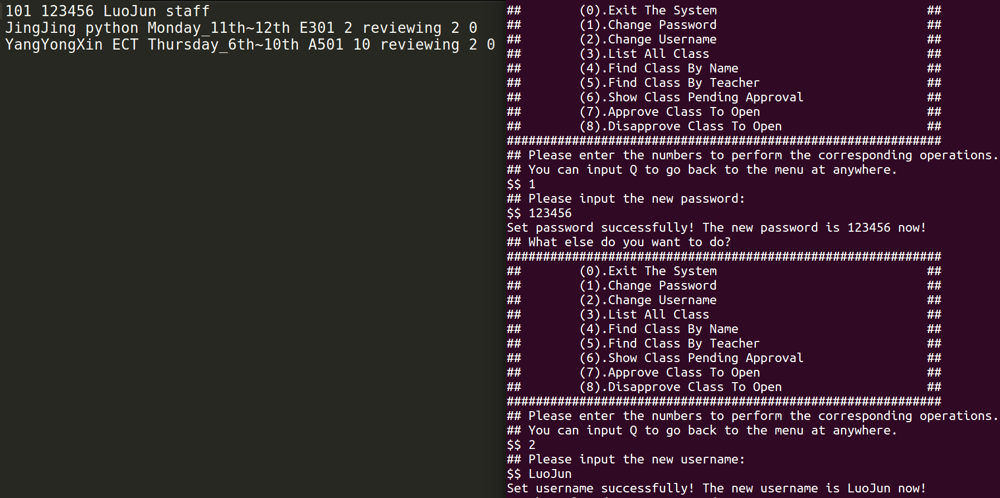 101 123456 LuoJun staff
JingJing python Monday_11th~12th E301 2 reviewing 2 0
YangYongXin ECT Thursday_6th~10th A501 10 reviewing 2 0
## (0).Exit The System ##
## (1).Change Password ##
## (2).Change Username ##
## (3).List All Class ##
## (4).Find Class By Name ##
## (5).Find Class By Teacher ##
## (6).Show Class Pending Approval ##
## (7).Approve Class To Open ##
## (8).Disapprove Class To Open ##
############################################################
## Please enter the numbers to perform the corresponding operations.
## You can input Q to go back to the menu at anywhere.
$$ 1
## Please input the new password:
$$ 123456
Set password successfully! The new password is 123456 now!
## What else do you want to do?
############################################################
## (0).Exit The System ##
## (1).Change Password ##
## (2).Change Username ##
## (3).List All Class ##
## (4).Find Class By Name ##
## (5).Find Class By Teacher ##
## (6).Show Class Pending Approval ##
## (7).Approve Class To Open ##
## (8).Disapprove Class To Open ##
############################################################
## Please enter the numbers to perform the corresponding operations.
## You can input Q to go back to the menu at anywhere.
$$ 2
## Please input the new username:
$$ LuoJun
Set username successfully! The new username is LuoJun now!